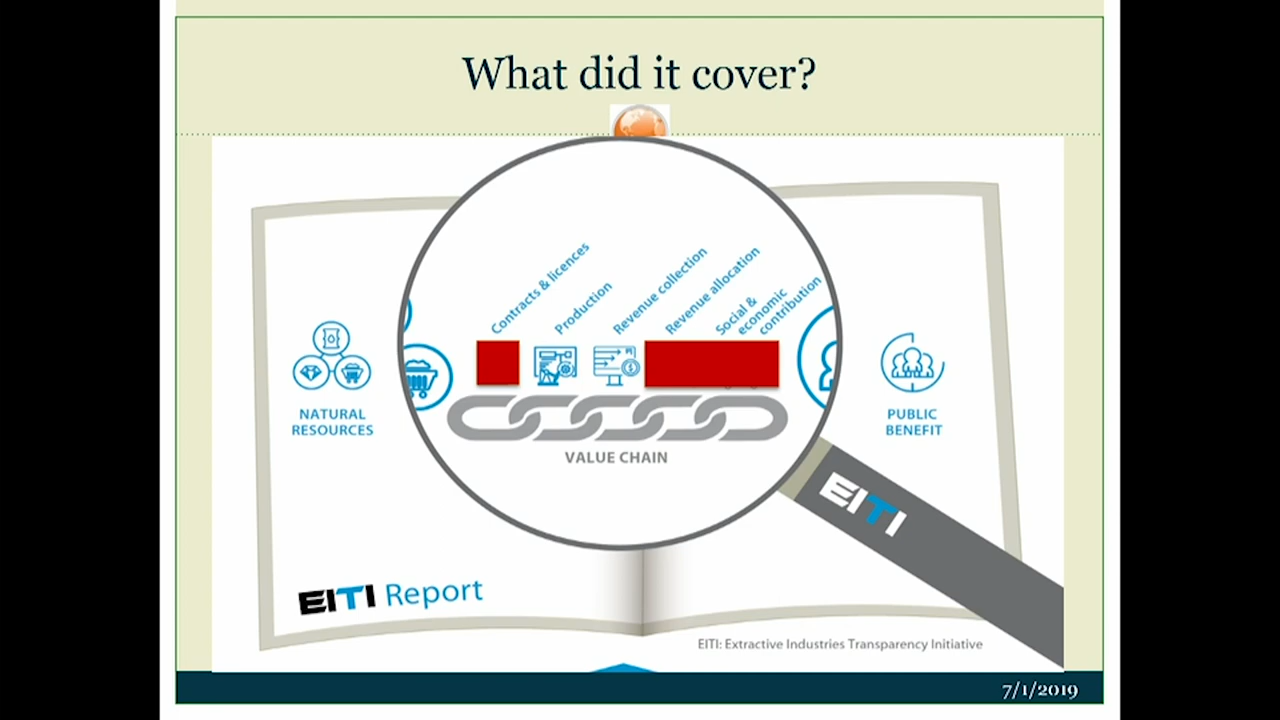 What did it cover?
Contracts & licences
Production
Revenue collection
Revenue allocation
Social &
economic
contribution
NATURAL
RESOURCES
PUBLIC
BENEFIT
VALUE CHAIN
EITI
EITI Report
EITI: Extractive Industries Transparency Initiative
7/1/2019